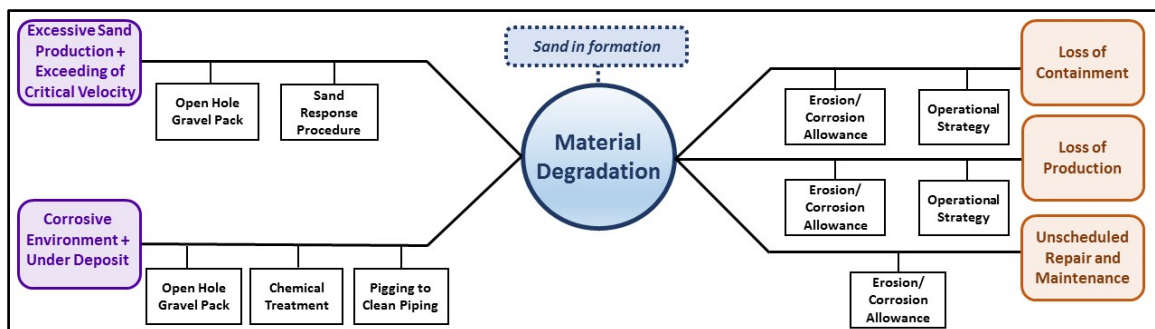 Excessive Sand
Production +
Exceeding of
Critical Velocity
Open Hole
Gravel Pack
Sand
Response
Procedure
Corrosive
Environment +
Under Deposit
Open Hole
Gravel Pack
Chemical
Treatment
Pigging to
Clean Piping
Sand in formation
Material
Degradation
Loss of
Containment
Erosion/
Corrosion
Allowance
Operational
Strategy
Loss of
Production
Erosion/
Corrosion
Allowance
Operational
Strategy
Unscheduled
Repair and
Maintenance
Erosion/
Corrosion
Allowance